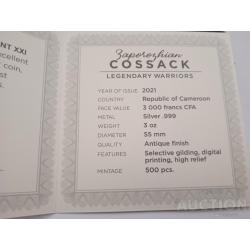 NT XXI
excellent
coin,
est
Zaporozhian
COSSACK
LEGENDARY WARRIORS
YEAR OF ISSUE 2021
COUNTRY Republic of Cameroon
FACE VALUE 3 000 francs CFA
METAL Silver .999
WEIGHT 3 oz
DIAMETER 55 mm
QUALITY Antique finish
FEATURES Selective gilding, digital
printing, high relief
MINTAGE 500 pcs.